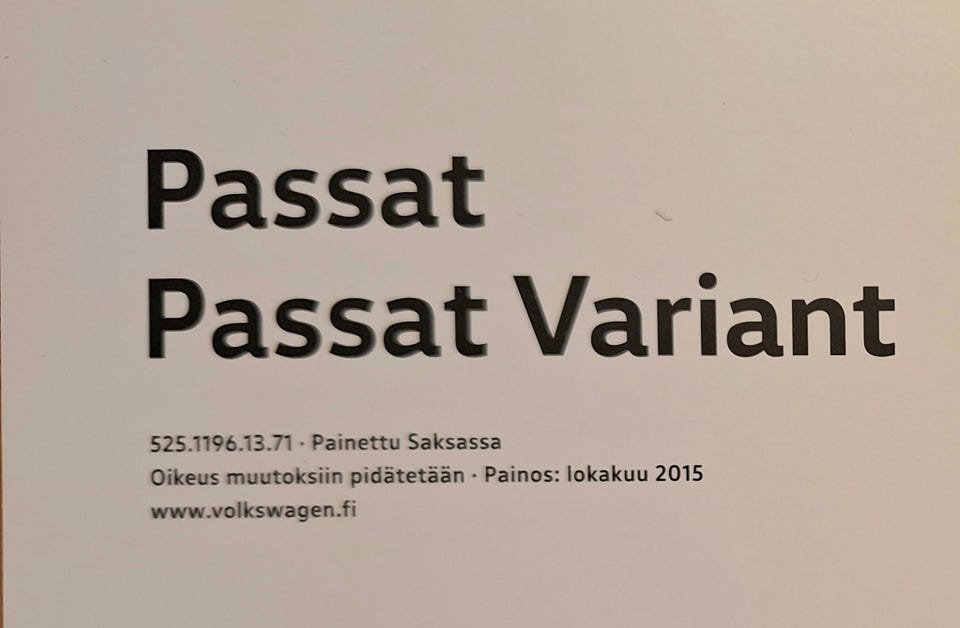 Passat
Passat Variant
525.1196.13.71 · Painettu Saksassa
Oikeus muutoksiin pidätetään · Painos: lokakuu 2015
www.volkswagen.fi